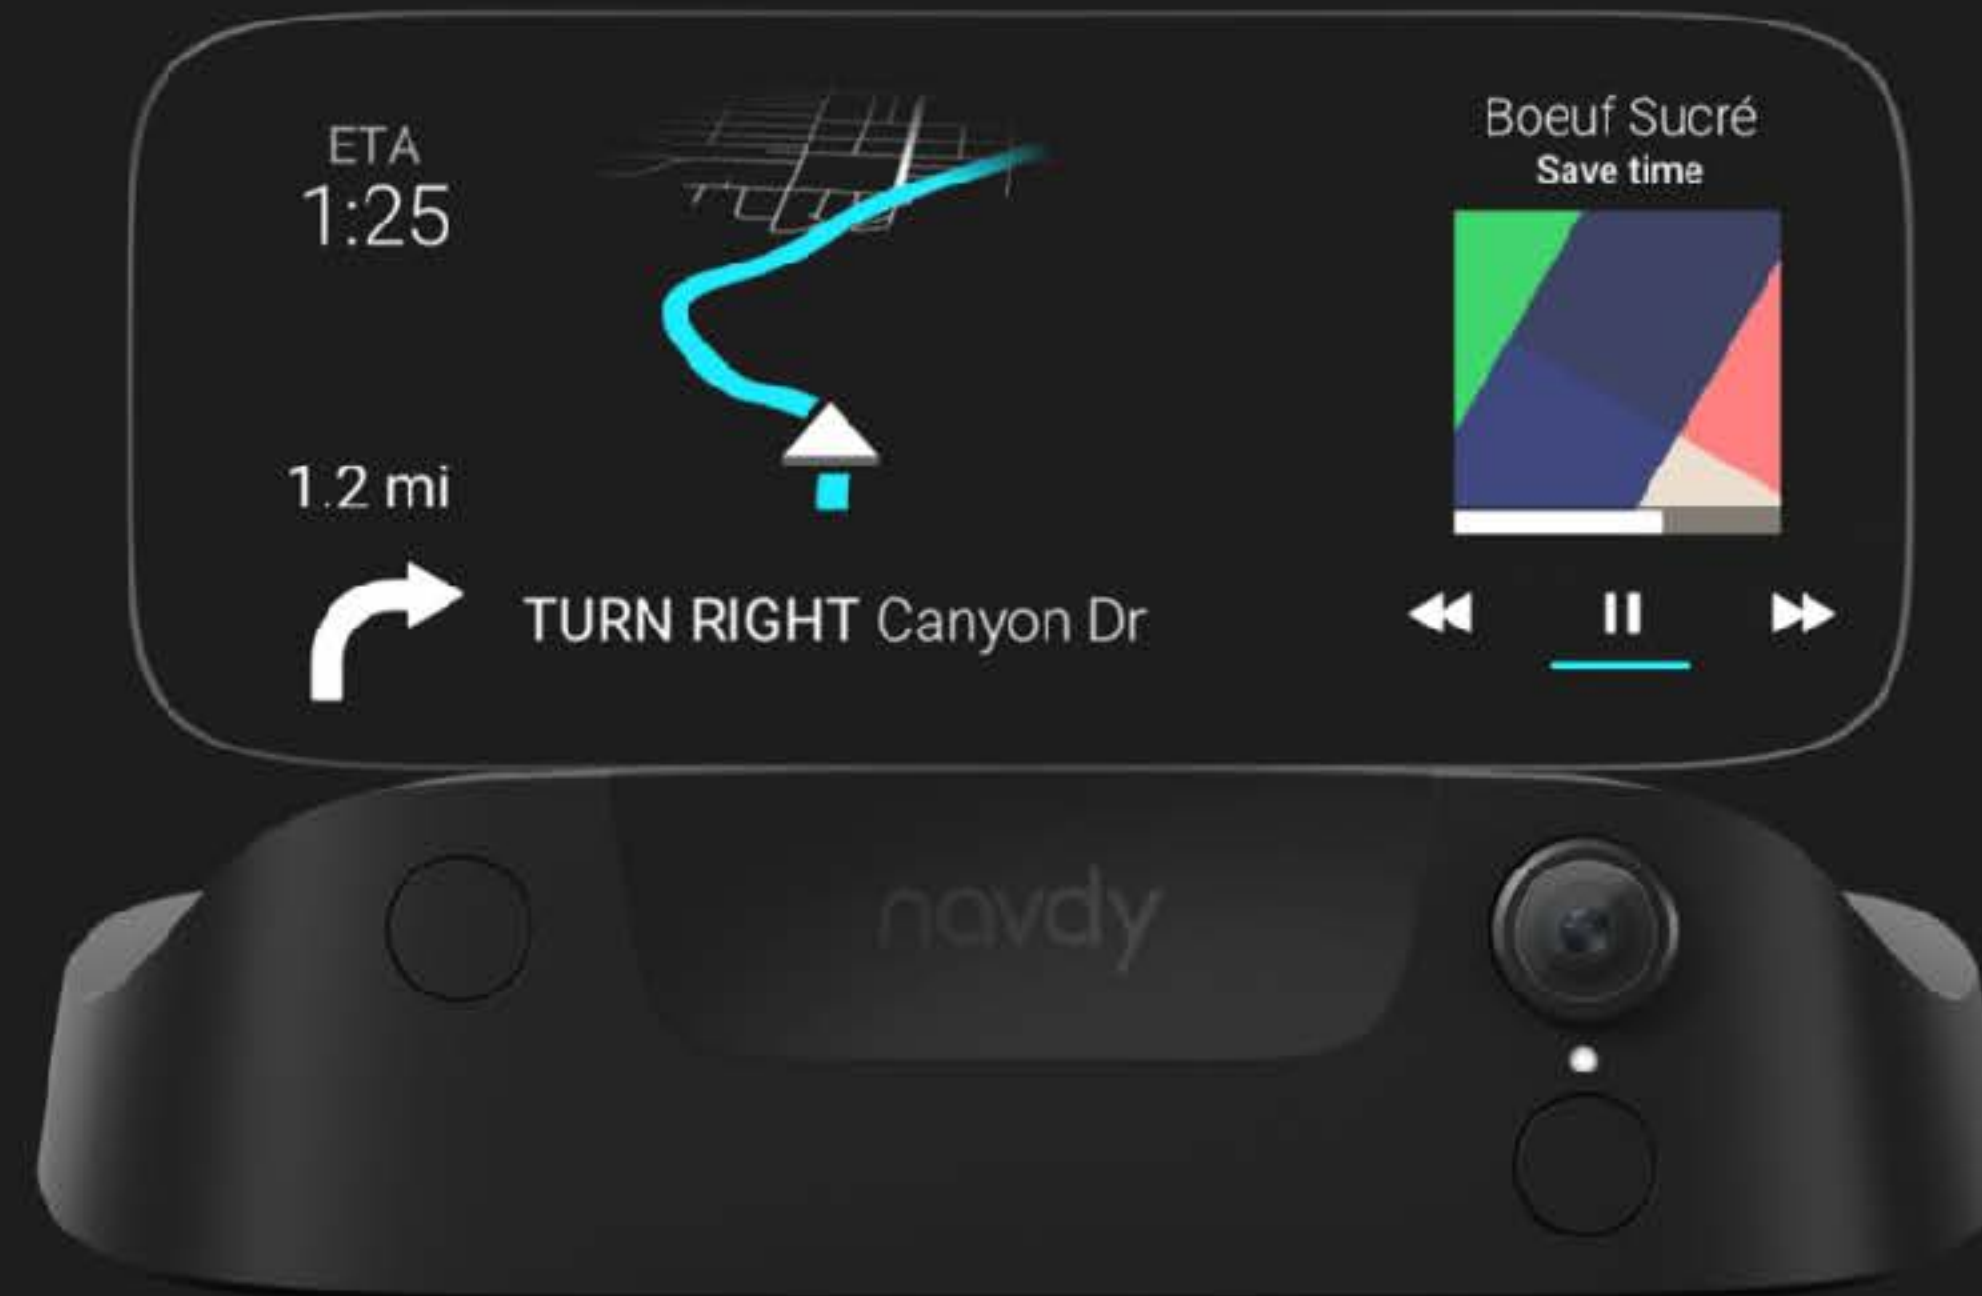 ETA
1:25
1.2 mi
TURN RIGHT Canyon Dr
Boeuf Sucré
Save time
navdy